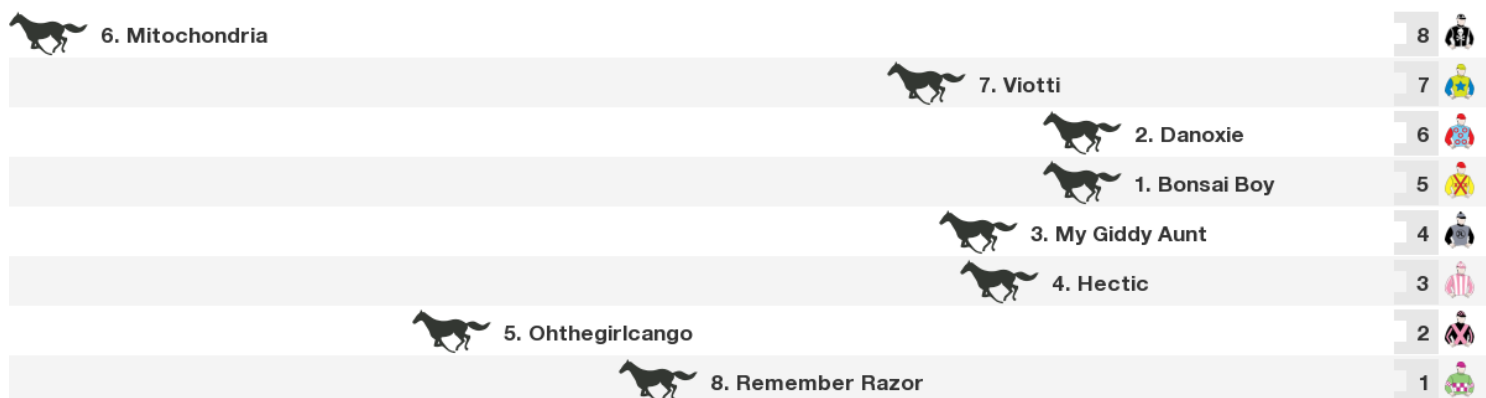 6. Mitochondria 8
7. Viotti 7
2. Danoxie 6
1. Bonsai Boy 5
3. My Giddy Aunt 4
4. Hectic 3
5. Ohthegirlcango 2
8. Remember Razor 1